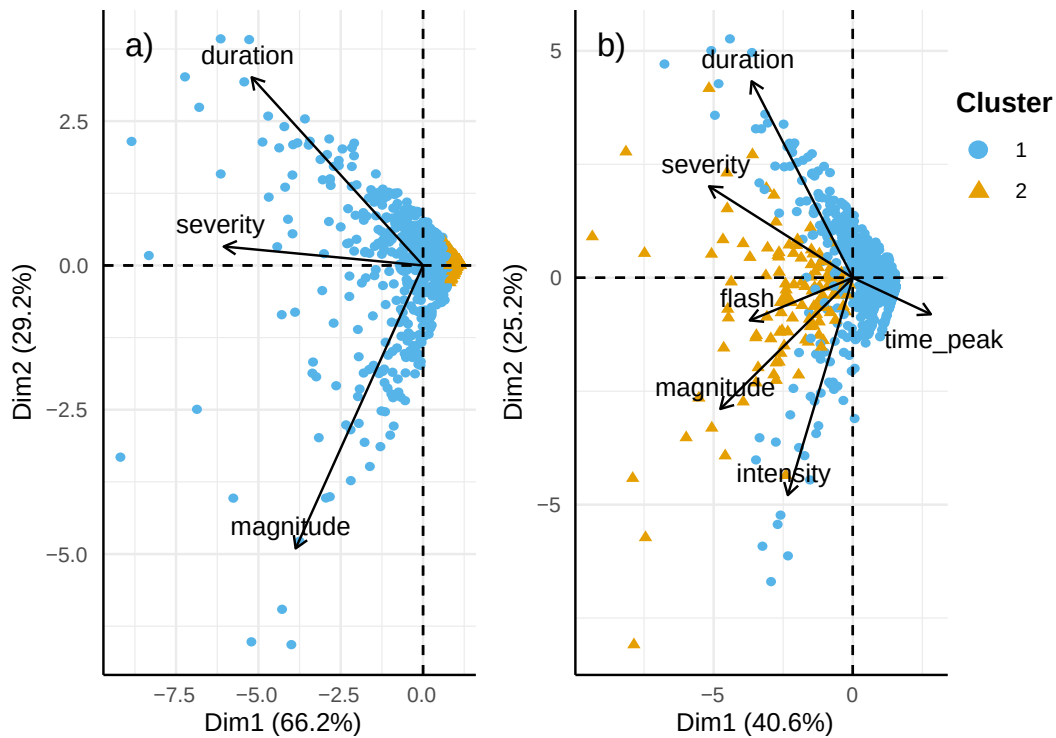 a)
duration
severity
magnitude
2.5
0.0
−2.5
−5.0
−7.5
−5.0
−2.5
0.0
Dim1 (66.2%)
Dim2 (29.2%)
b)
duration
severity
flash
magnitude
intensity
time_peak
5
0
−5
−5
0
Dim1 (40.6%)
Dim2 (25.2%)
Cluster
1
2